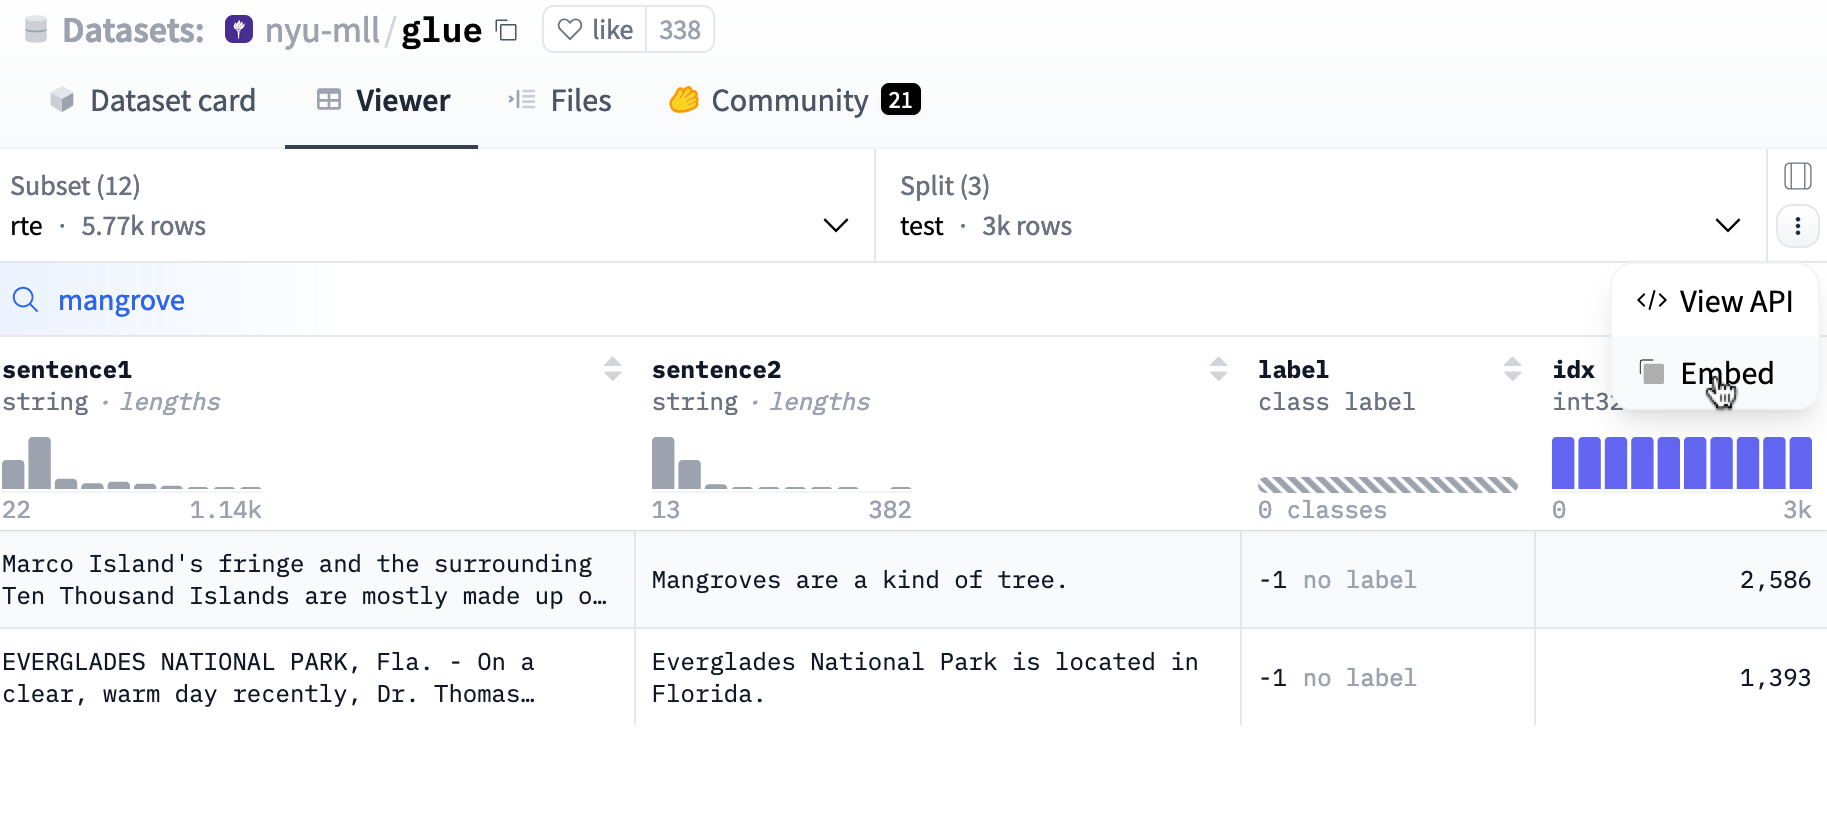 Datasets: nyu-mll/glue like 338
Dataset card Viewer Files Community 21
Subset (12) Split (3)
rte · 5.77k rows test · 3k rows
mangrove
View API
Embed
sentence1 sentence2 label idx
string · lengths string · lengths class label int32
22 1.14k 13 382 0 classes 0 3k
Marco Island's fringe and the surrounding
Ten Thousand Islands are mostly made up o…
Mangroves are a kind of tree.
-1 no label
2,586
EVERGLADES NATIONAL PARK, Fla. - On a
clear, warm day recently, Dr. Thomas…
Everglades National Park is located in
Florida.
-1 no label
1,393